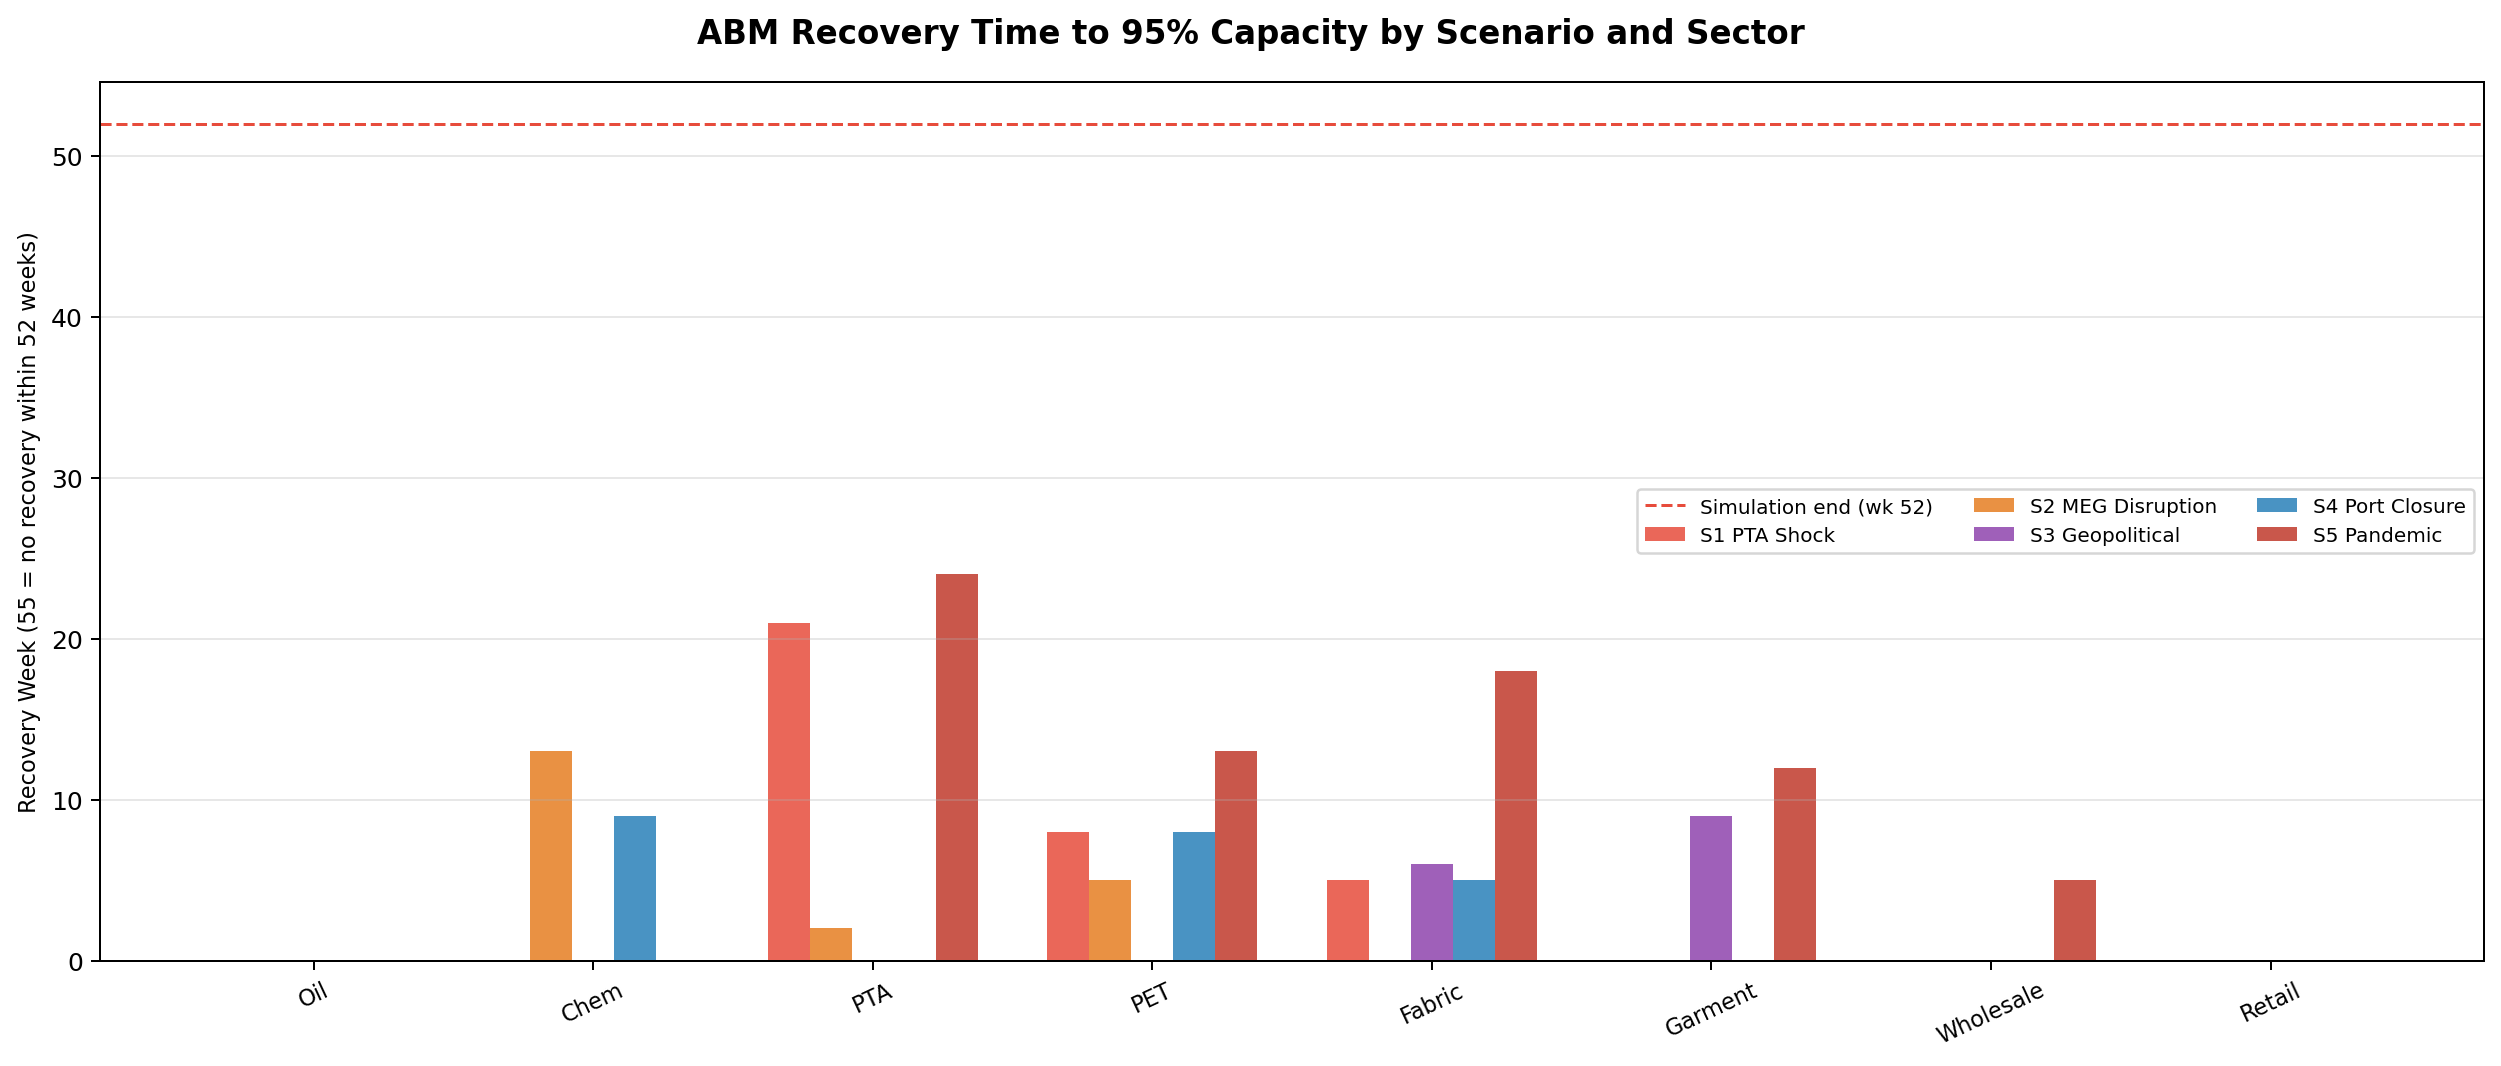 ABM Recovery Time to 95% Capacity by Scenario and Sector
Recovery Week (55 = no recovery within 52 weeks)
50
40
30
20
10
0
Simulation end (wk 52)
S1 PTA Shock
S2 MEG Disruption
S3 Geopolitical
S4 Port Closure
S5 Pandemic
Oil
Chem
PTA
PET
Fabric
Garment
Wholesale
Retail